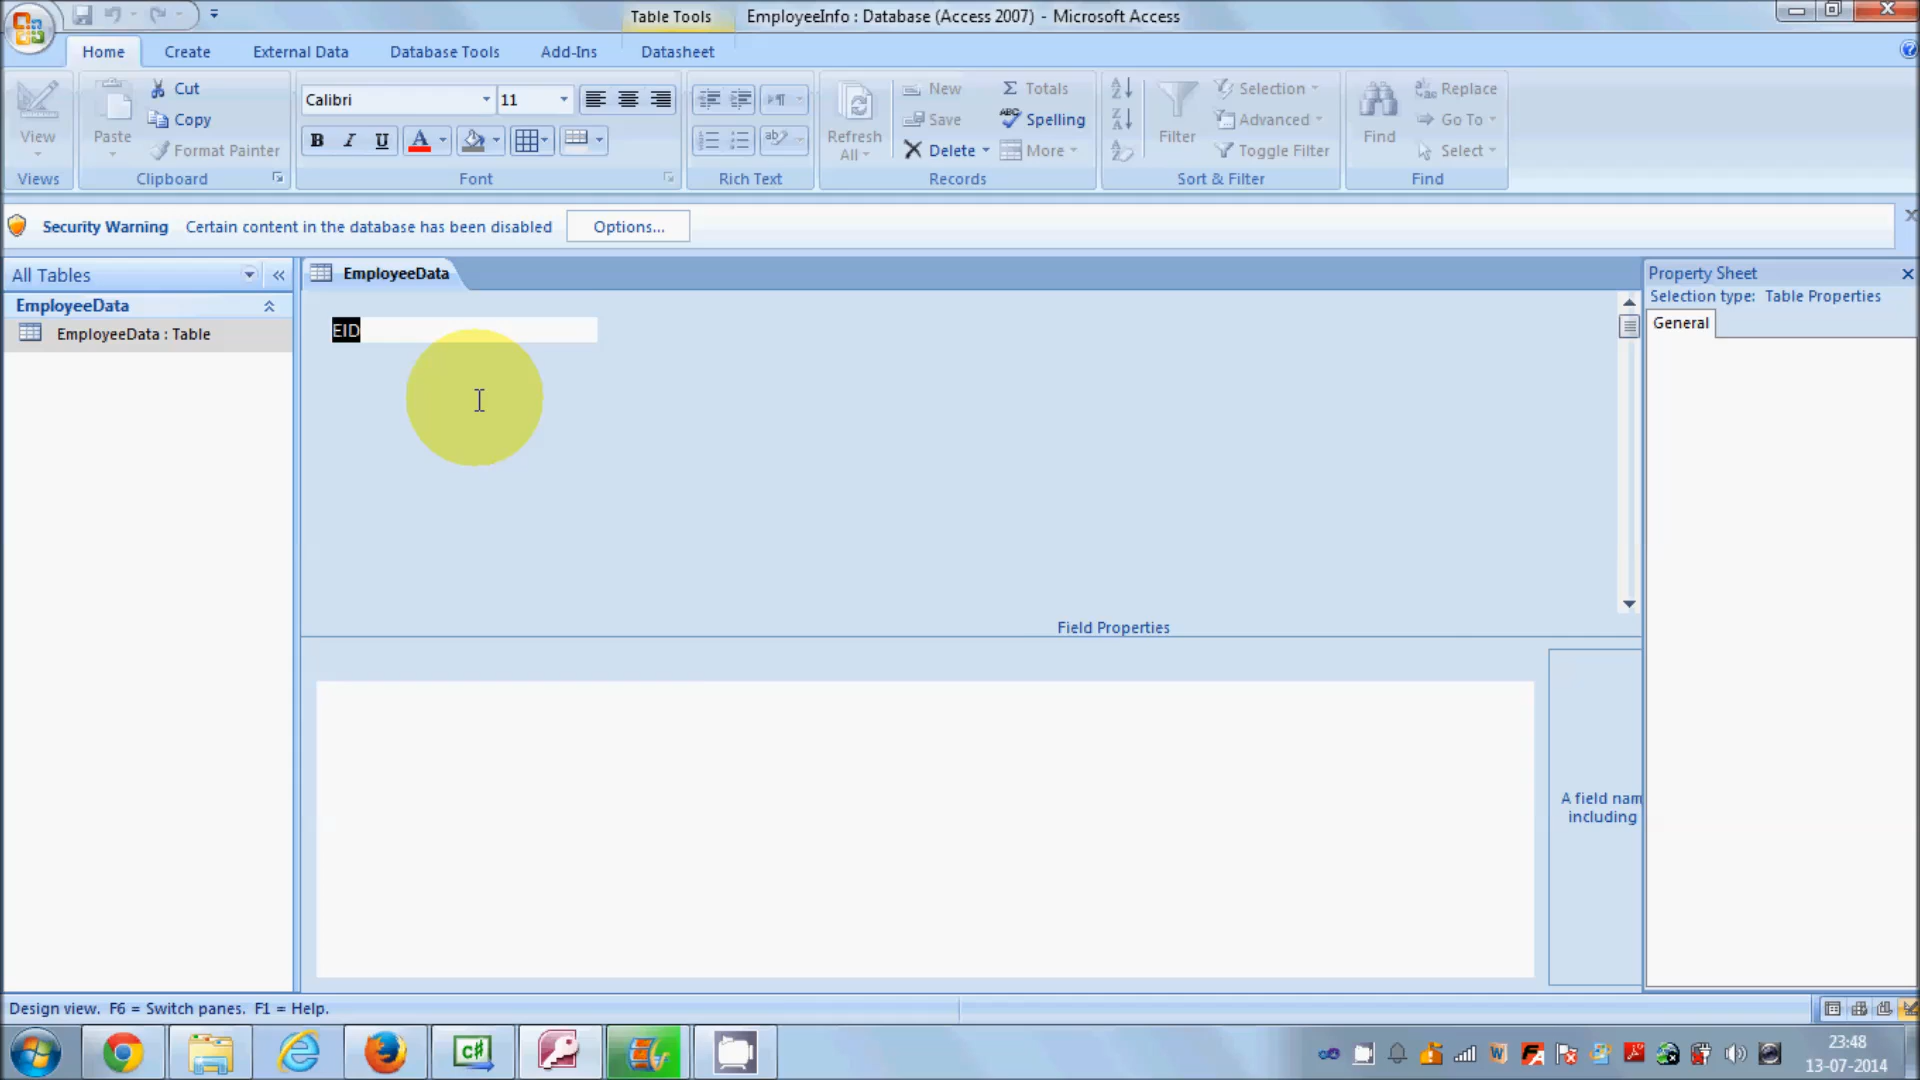 Table Tools
EmployeeInfo : Database (Access 2007) - Microsoft Access
Home
Create
External Data
Database Tools
Add-Ins
Datasheet
View
Views
Paste
Cut
Copy
Format Painter
Clipboard
Calibri
11
B I U A
Font
Rich Text
Refresh
All
New
Save
Delete
Totals
Spelling
More
Records
Filter
Selection
Advanced
Toggle Filter
Sort & Filter
Find
Replace
Go To
Select
Find
Security Warning Certain content in the database has been disabled Options...
All Tables
EmployeeData
EmployeeData : Table
EmployeeData
EID
Field Properties
A field nam
including
Property Sheet
Selection type: Table Properties
General
Design view. F6 = Switch panes. F1 = Help.
23:48
13-07-2014